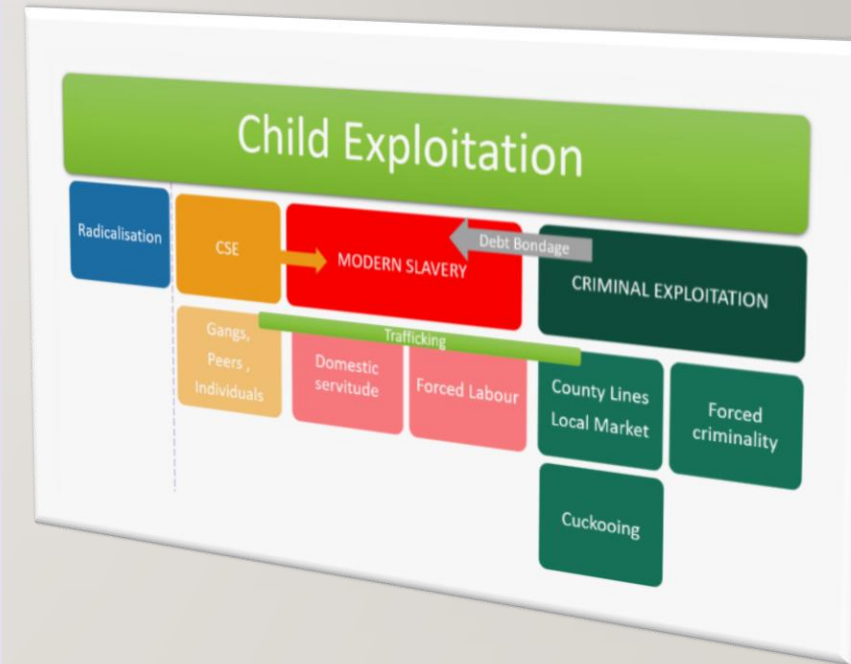 Child Exploitation
Radicalisation
CSE
MODERN SLAVERY
Debt Bondage
CRIMINAL EXPLOITATION
Trafficking
Gangs,
Peers ,
Individuals
Domestic
servitude
Forced Labour
County Lines
Local Market
Forced
criminality
Cuckooing